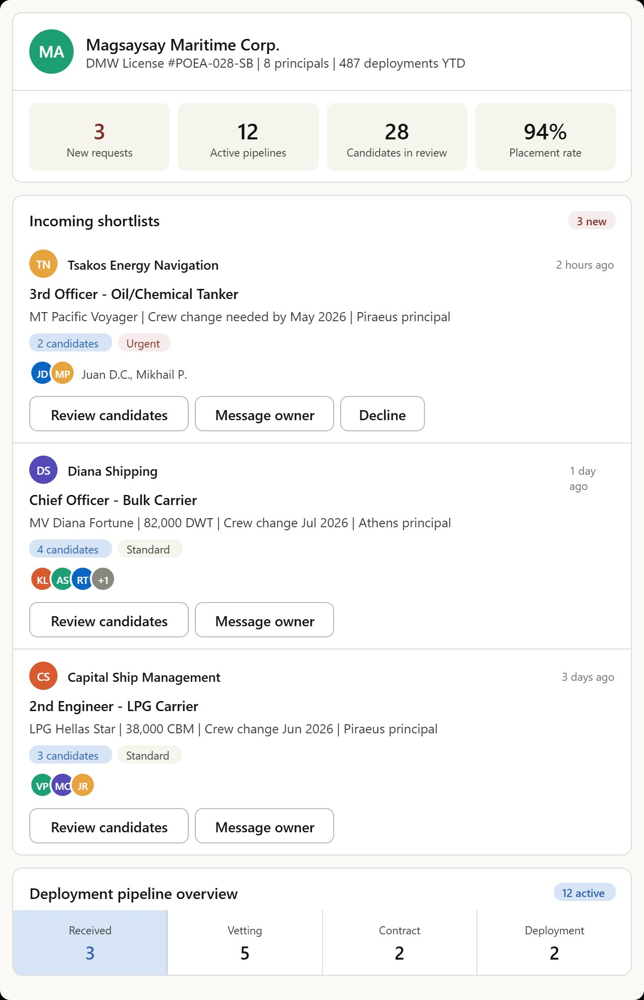 MA
Magsaysay Maritime Corp.
DMW License #POEA-028-SB | 8 principals | 487 deployments YTD
3
New requests
12
Active pipelines
28
Candidates in review
94%
Placement rate
Incoming shortlists
3 new
TN
Tsakos Energy Navigation
2 hours ago
3rd Officer - Oil/Chemical Tanker
MT Pacific Voyager | Crew change needed by May 2026 | Piraeus principal
2 candidates
Urgent
JD
MP
Juan D.C., Mikhail P.
Review candidates
Message owner
Decline
DS
Diana Shipping
1 day
ago
Chief Officer - Bulk Carrier
MV Diana Fortune | 82,000 DWT | Crew change Jul 2026 | Athens principal
4 candidates
Standard
KL
AS
RT
+1
Review candidates
Message owner
CS
Capital Ship Management
3 days ago
2nd Engineer - LPG Carrier
LPG Hellas Star | 38,000 CBM | Crew change Jun 2026 | Piraeus principal
3 candidates
Standard
VP
MC
JR
Review candidates
Message owner
Deployment pipeline overview
12 active
Received
3
Vetting
5
Contract
2
Deployment
2